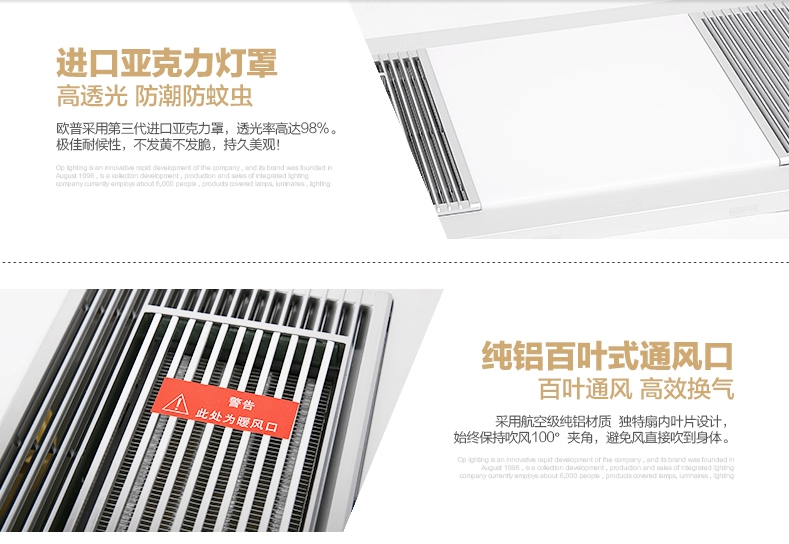 进口亚克力灯罩
高透光 防潮防蚊虫
欧普采用第三代进口亚克力罩，透光率高达98%。
极佳耐候性，不发黄不发脆，持久美观！
Op lighting is an innovative rapid development of the company , and its brand was founded in
August 1996 , is a collection development , production and sales of integrated lighting
company currently employs about 6,000 people , products covered lamps, luminaires , lighting
警告
此处为暖风口
纯铝百叶式通风口
百叶通风 高效换气
采用航空级纯铝材质 独特扇内叶片设计，
始终保持吹风100°夹角，避免风直接吹到身体。
Op lighting is an innovative rapid development of the company , and its brand was founded in
August 1996 , is a collection development , production and sales of integrated lighting
company currently employs about 6,000 people , products covered lamps, luminaires , lighting